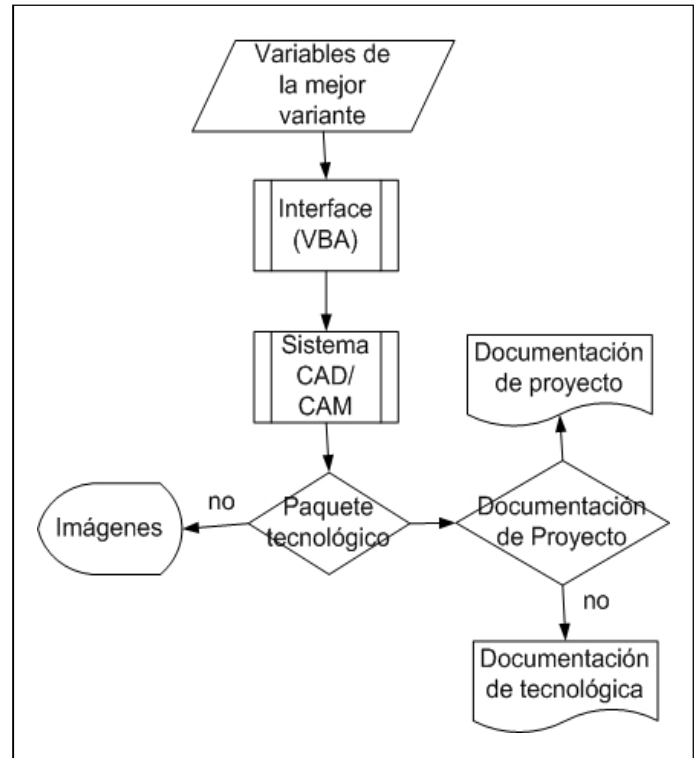 Variables de
la mejor
variante
Interface
(VBA)
Sistema
CAD/
CAM
Documentación
de proyecto
no
Imágenes
Paquete
tecnológico
Documentación
de Proyecto
no
Documentación
de tecnológica